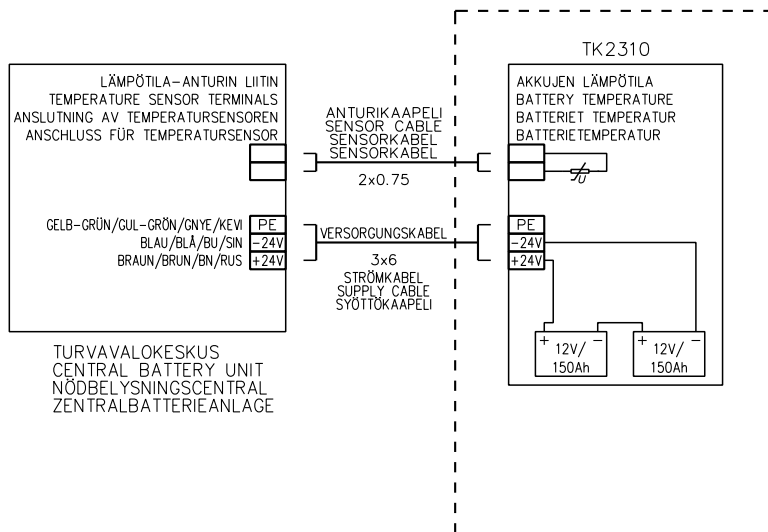 TK2310
LÄMPÖTILA-ANTURIN LIITIN
TEMPERATURE SENSOR TERMINALS
ANSLUTNING AV TEMPERATURSENSOREN
ANSCHLUSS FÜR TEMPERATURSENSOR
ANTURIKAAPELI
SENSOR CABLE
SENSORKABEL
SENSORKABEL
2x0.75
AKKUJEN LÄMPÖTILA
BATTERY TEMPERATURE
BATTERIET TEMPERATUR
BATTERIETEMPERATUR
U
GELB-GRÜN/GUL-GRÖN/GNYE/KEVI PE
BLAU/BLÅ/BU/SIN -24V
BRAUN/BRUN/BN/RUS +24V
VERSORGUNGSKABEL
3x6
STRÖMKABEL
SUPPLY CABLE
SYÖTTÖKAAPELI
PE
-24V
+24V
+ 12V/ -
150Ah
+ 12V/ -
150Ah
TURVAVALOKESKUS
CENTRAL BATTERY UNIT
NÖDBELYSNINGSCENTRAL
ZENTRALBATTERIEANLAGE